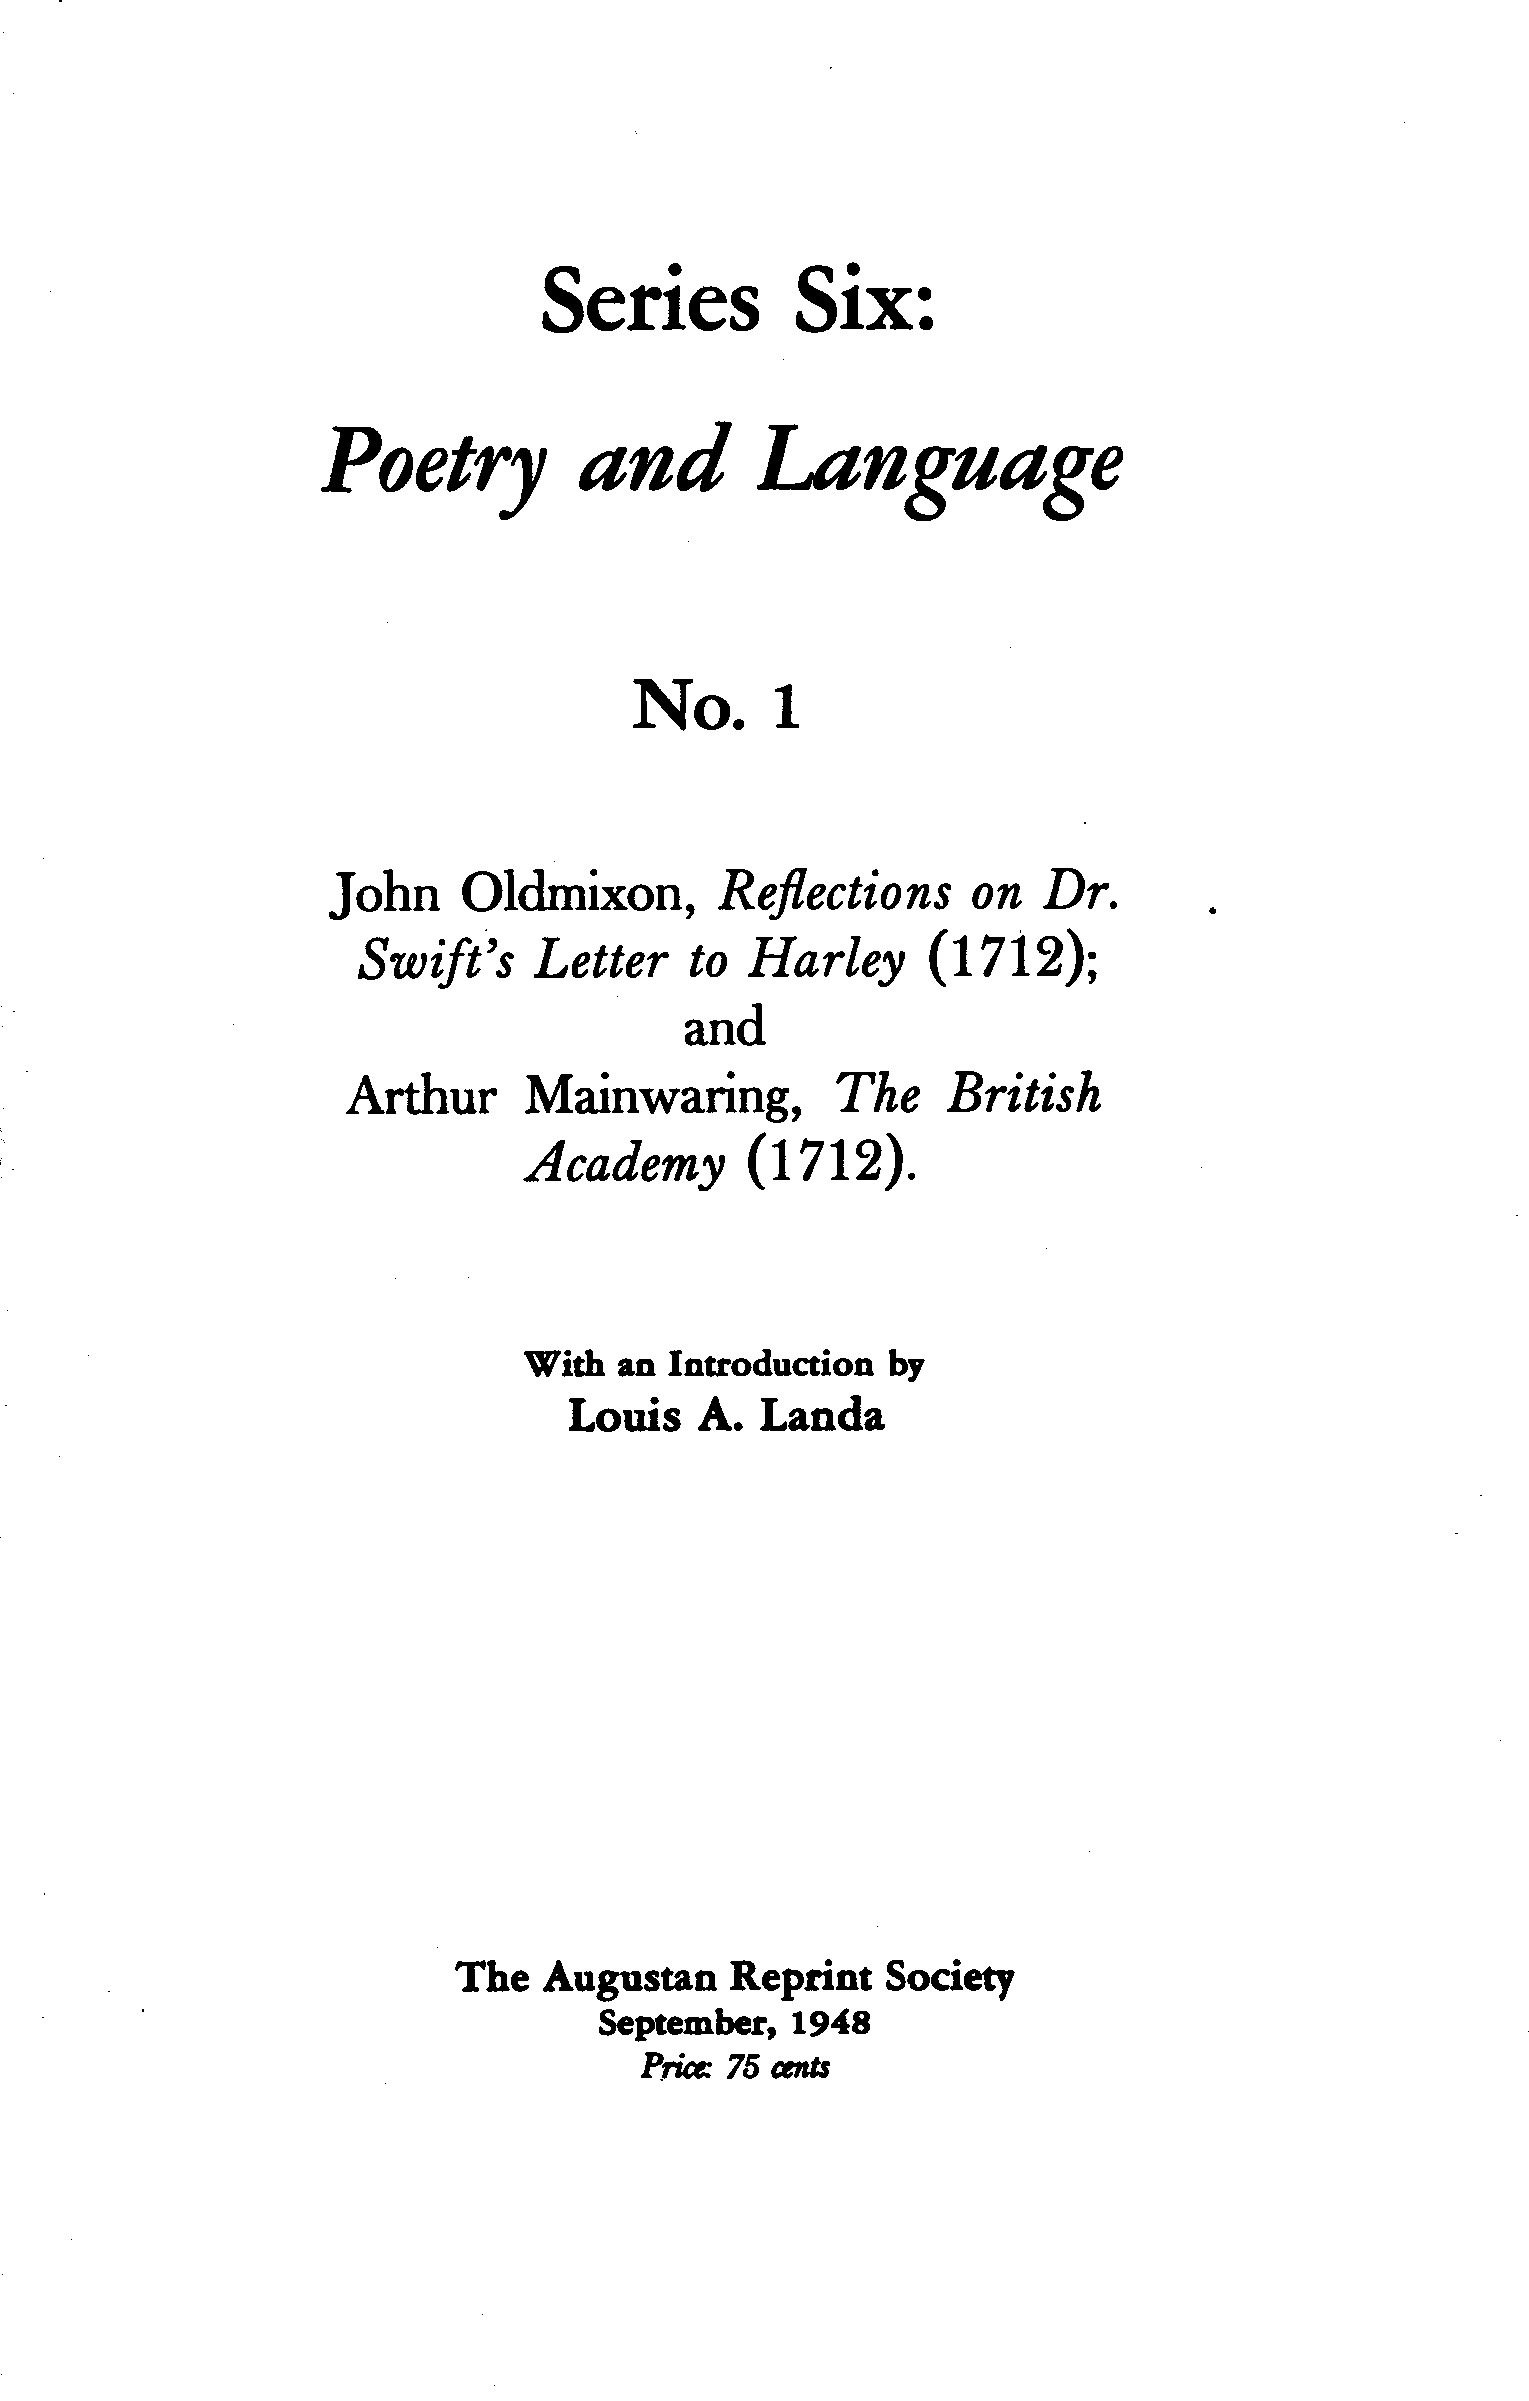 Series Six:
Poetry and Language
No. 1
John Oldmixon, Reflections on Dr.
Swift's Letter to Harley (1712);
and
Arthur Mainwaring, The British
Academy (1712).
With an Introduction by
Louis A. Landa
The Augustan Reprint Society
September, 1948
Price: 75 cents